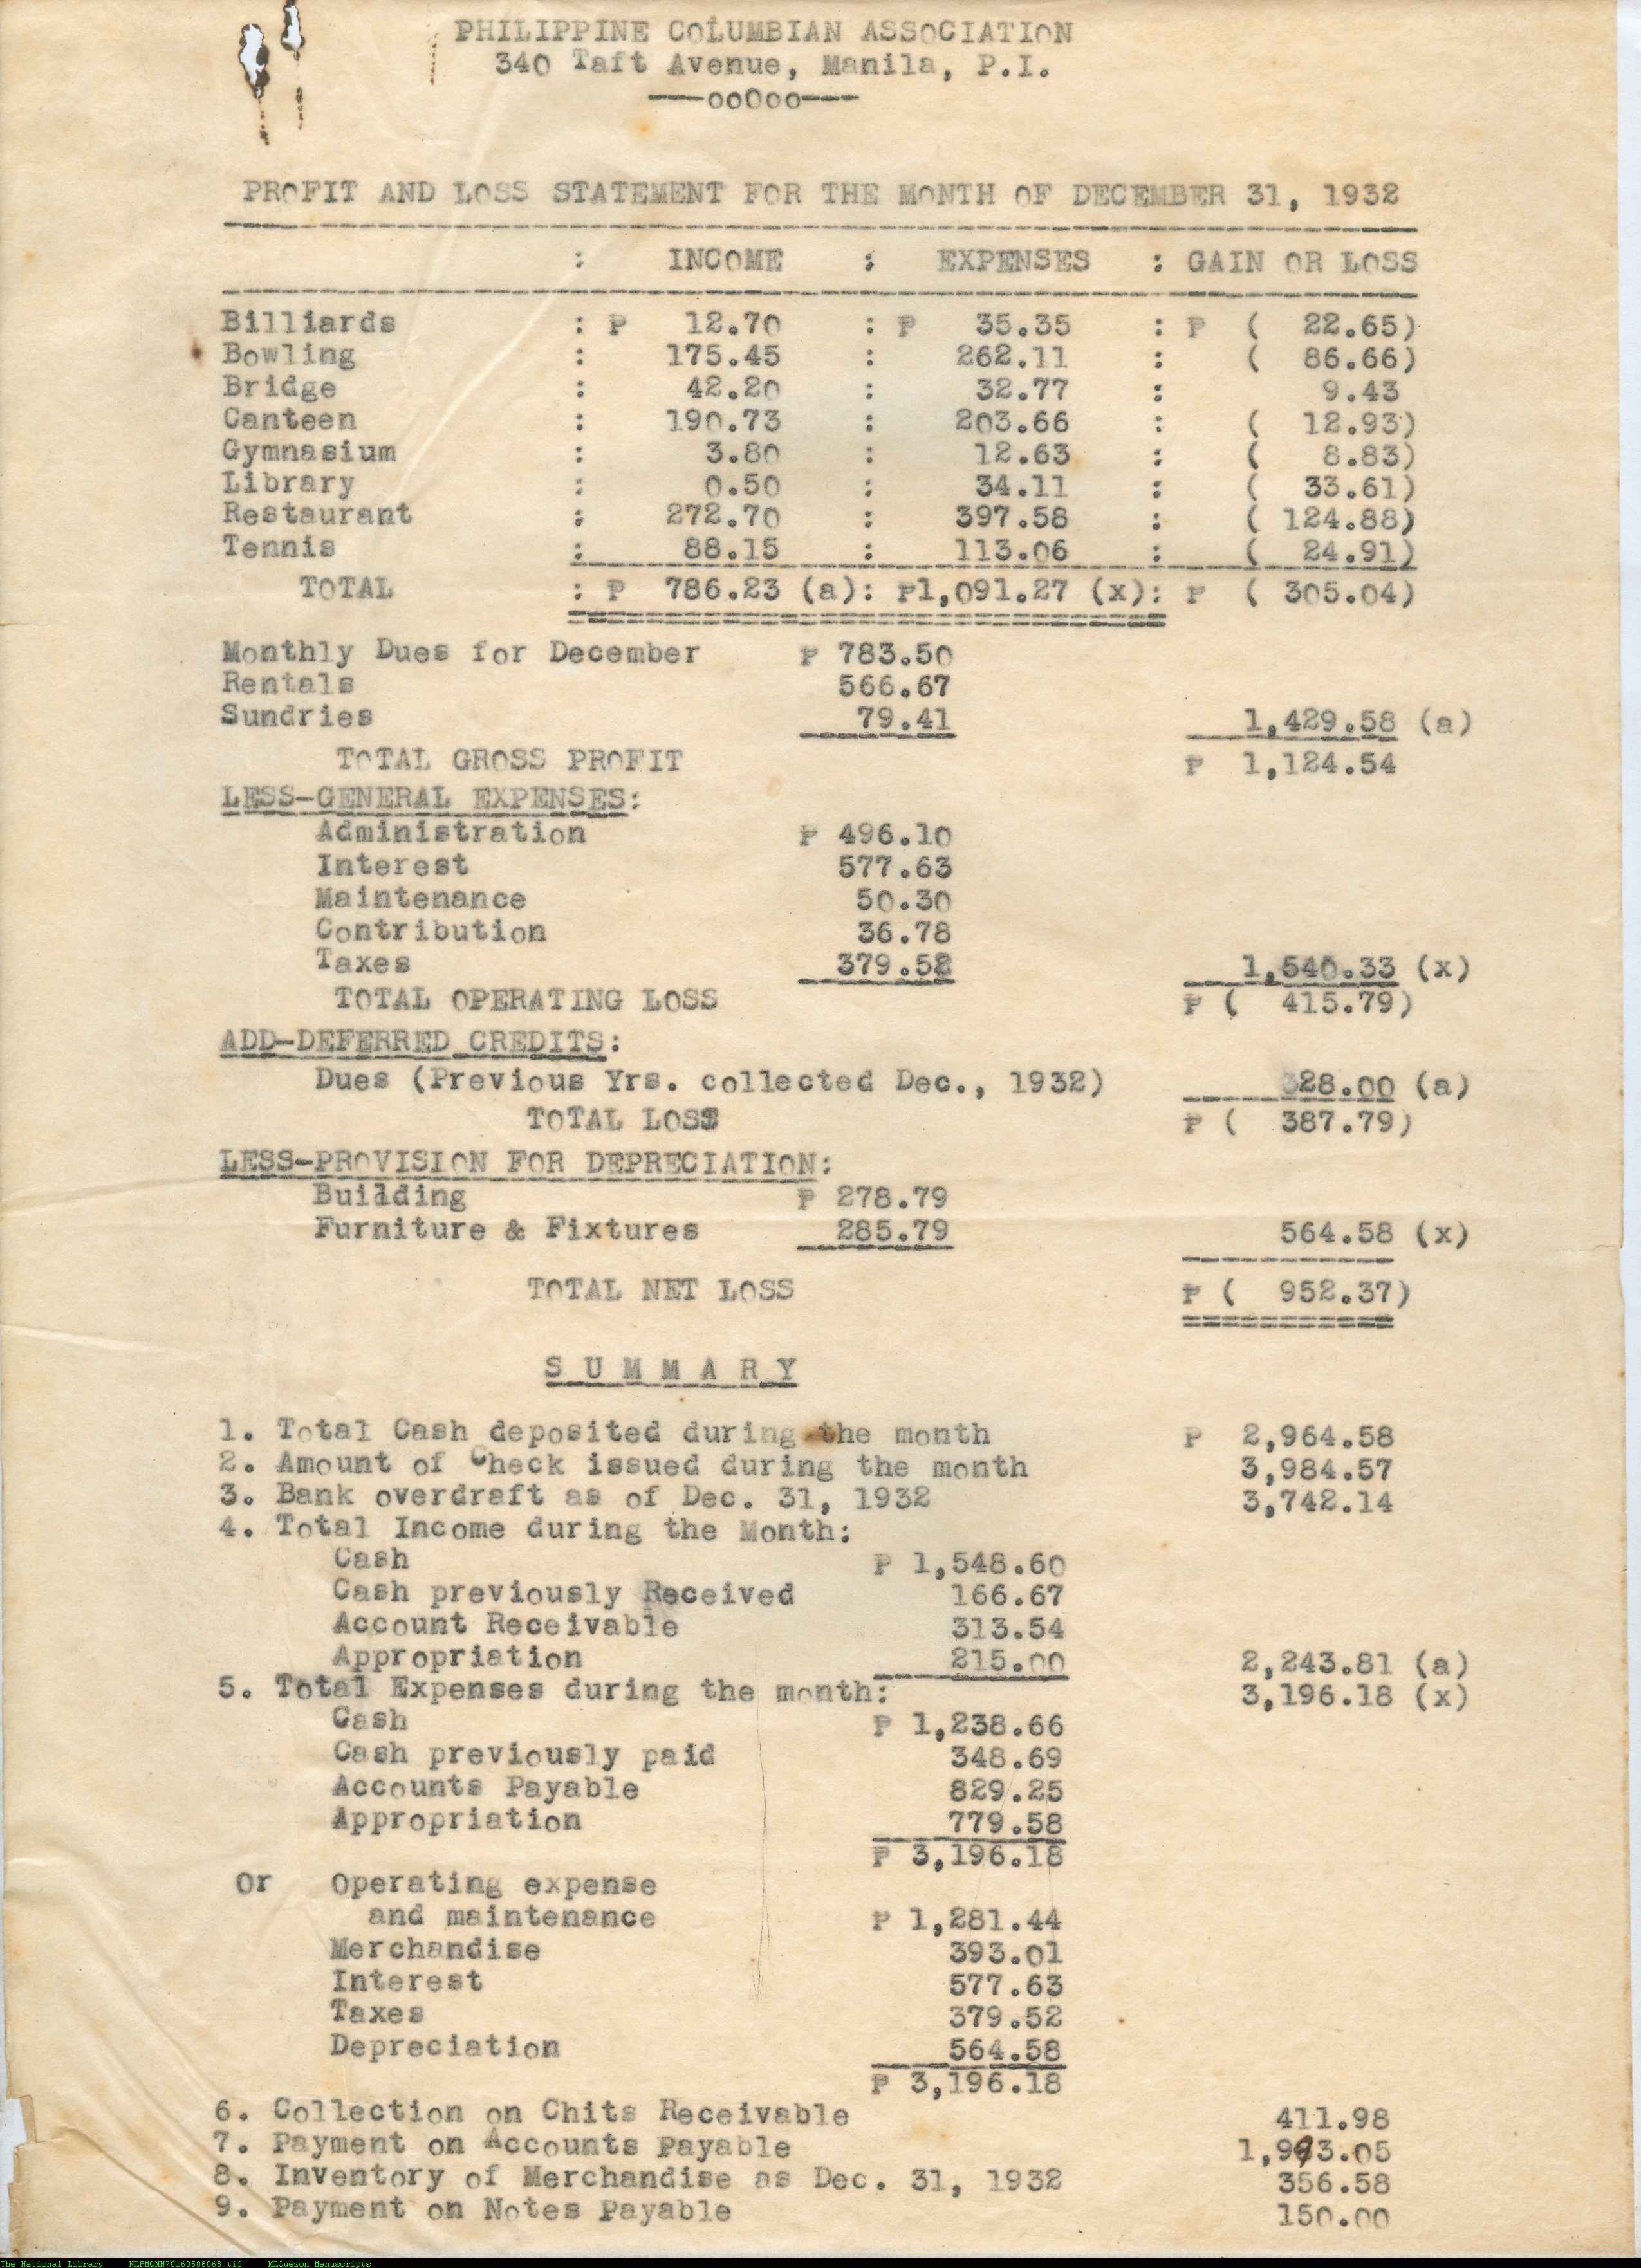 PHILIPPINE COLUMBIAN ASSOCIATION
340 Taft Avenue, Manila, P.I.
---ooOoo---
PROFIT AND LOSS STATEMENT FOR THE MONTH OF DECEMBER 31, 1932
: INCOME : EXPENSES : GAIN OR LOSS
Billiards : ₱ 12.70 : ₱ 35.35 : ₱ ( 22.65)
Bowling : 175.45 : 262.11 : ( 86.66)
Bridge : 42.20 : 32.77 : 9.43
Canteen : 190.73 : 203.66 : ( 12.93)
Gymnasium : 3.80 : 12.63 : ( 8.83)
Library : 0.50 : 34.11 : ( 33.61)
Restaurant : 272.70 : 397.58 : ( 124.88)
Tennis : 88.15 : 113.06 : ( 24.91)
TOTAL : ₱ 786.23 (a): ₱1,091.27 (x): ₱ ( 305.04)
Monthly Dues for December ₱ 783.50
Rentals 566.67
Sundries 79.41 1,429.58 (a)
TOTAL GROSS PROFIT ₱ 1,124.54
LESS-GENERAL EXPENSES:
Administration ₱ 496.10
Interest 577.63
Maintenance 50.30
Contribution 36.78
Taxes 379.52 1,540.33 (x)
TOTAL OPERATING LOSS ₱ ( 415.79)
ADD-DEFERRED CREDITS:
Dues (Previous Yrs. collected Dec., 1932) 28.00 (a)
TOTAL LOSS ₱ ( 387.79)
LESS-PROVISION FOR DEPRECIATION:
Building ₱ 278.79
Furniture & Fixtures 285.79 564.58 (x)
TOTAL NET LOSS ₱ ( 952.37)
S U M M A R Y
1. Total Cash deposited during the month ₱ 2,964.58
2. Amount of Check issued during the month 3,984.57
3. Bank overdraft as of Dec. 31, 1932 3,742.14
4. Total Income during the Month:
Cash ₱ 1,548.60
Cash previously Received 166.67
Account Receivable 313.54
Appropriation 215.00 2,243.81 (a)
5. Total Expenses during the month: 3,196.18 (x)
Cash ₱ 1,238.66
Cash previously paid 348.69
Accounts Payable 829.25
Appropriation 779.58
₱ 3,196.18
Or Operating expense
and maintenance ₱ 1,281.44
Merchandise 393.01
Interest 577.63
Taxes 379.52
Depreciation 564.58
₱ 3,196.18
6. Collection on Chits Receivable 411.98
7. Payment on Accounts Payable 1,993.05
8. Inventory of Merchandise as Dec. 31, 1932 356.58
9. Payment on Notes Payable 150.00
The National Library NLPMQMN70160506068.tif MLQuezon Manuscripts